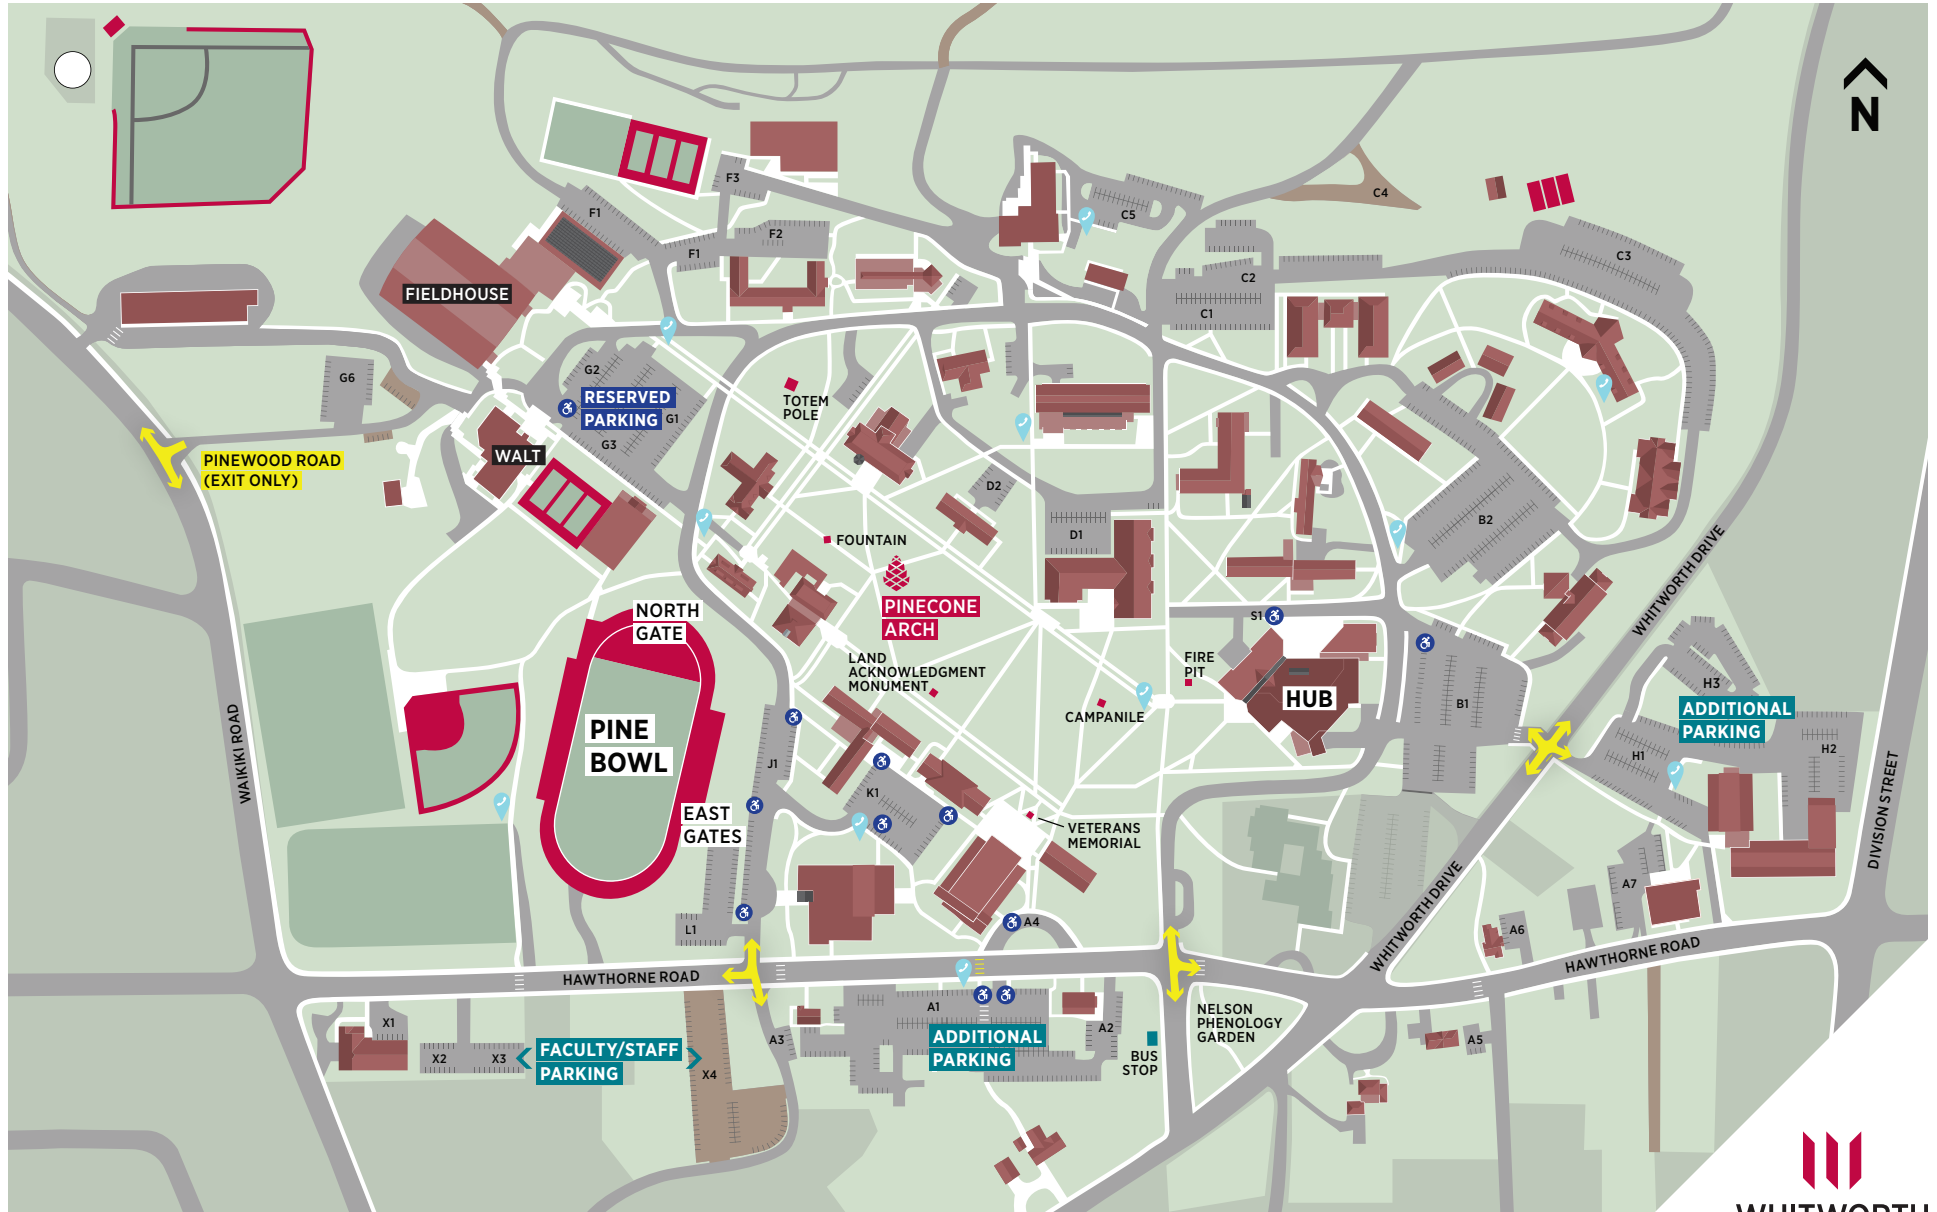 N
C4
F3
F1
C5
F2
F1
C3
C2
C1
FIELDHOUSE
G6
G2
RESERVED
PARKING
G1
G3
TOTEM
POLE
WALT
PINEWOOD ROAD
(EXIT ONLY)
D2
D1
B2
FOUNTAIN
PINECONE
ARCH
NORTH
GATE
S1
WHITWORTH DRIVE
LAND
ACKNOWLEDGMENT
MONUMENT
FIRE
PIT
HUB
CAMPANILE
B1
H3
ADDITIONAL
PARKING
H1
H2
PINE
BOWL
WAIKIKI ROAD
J1
K1
EAST
GATES
VETERANS
MEMORIAL
DIVISION STREET
WHITWORTH DRIVE
A7
A6
L1
A4
HAWTHORNE ROAD
HAWTHORNE ROAD
A1
ADDITIONAL
PARKING
A2
A3
BUS
STOP
NELSON
PHENOLOGY
GARDEN
A5
X1
X2
X3
FACULTY/STAFF
PARKING
X4
WHITWORTH